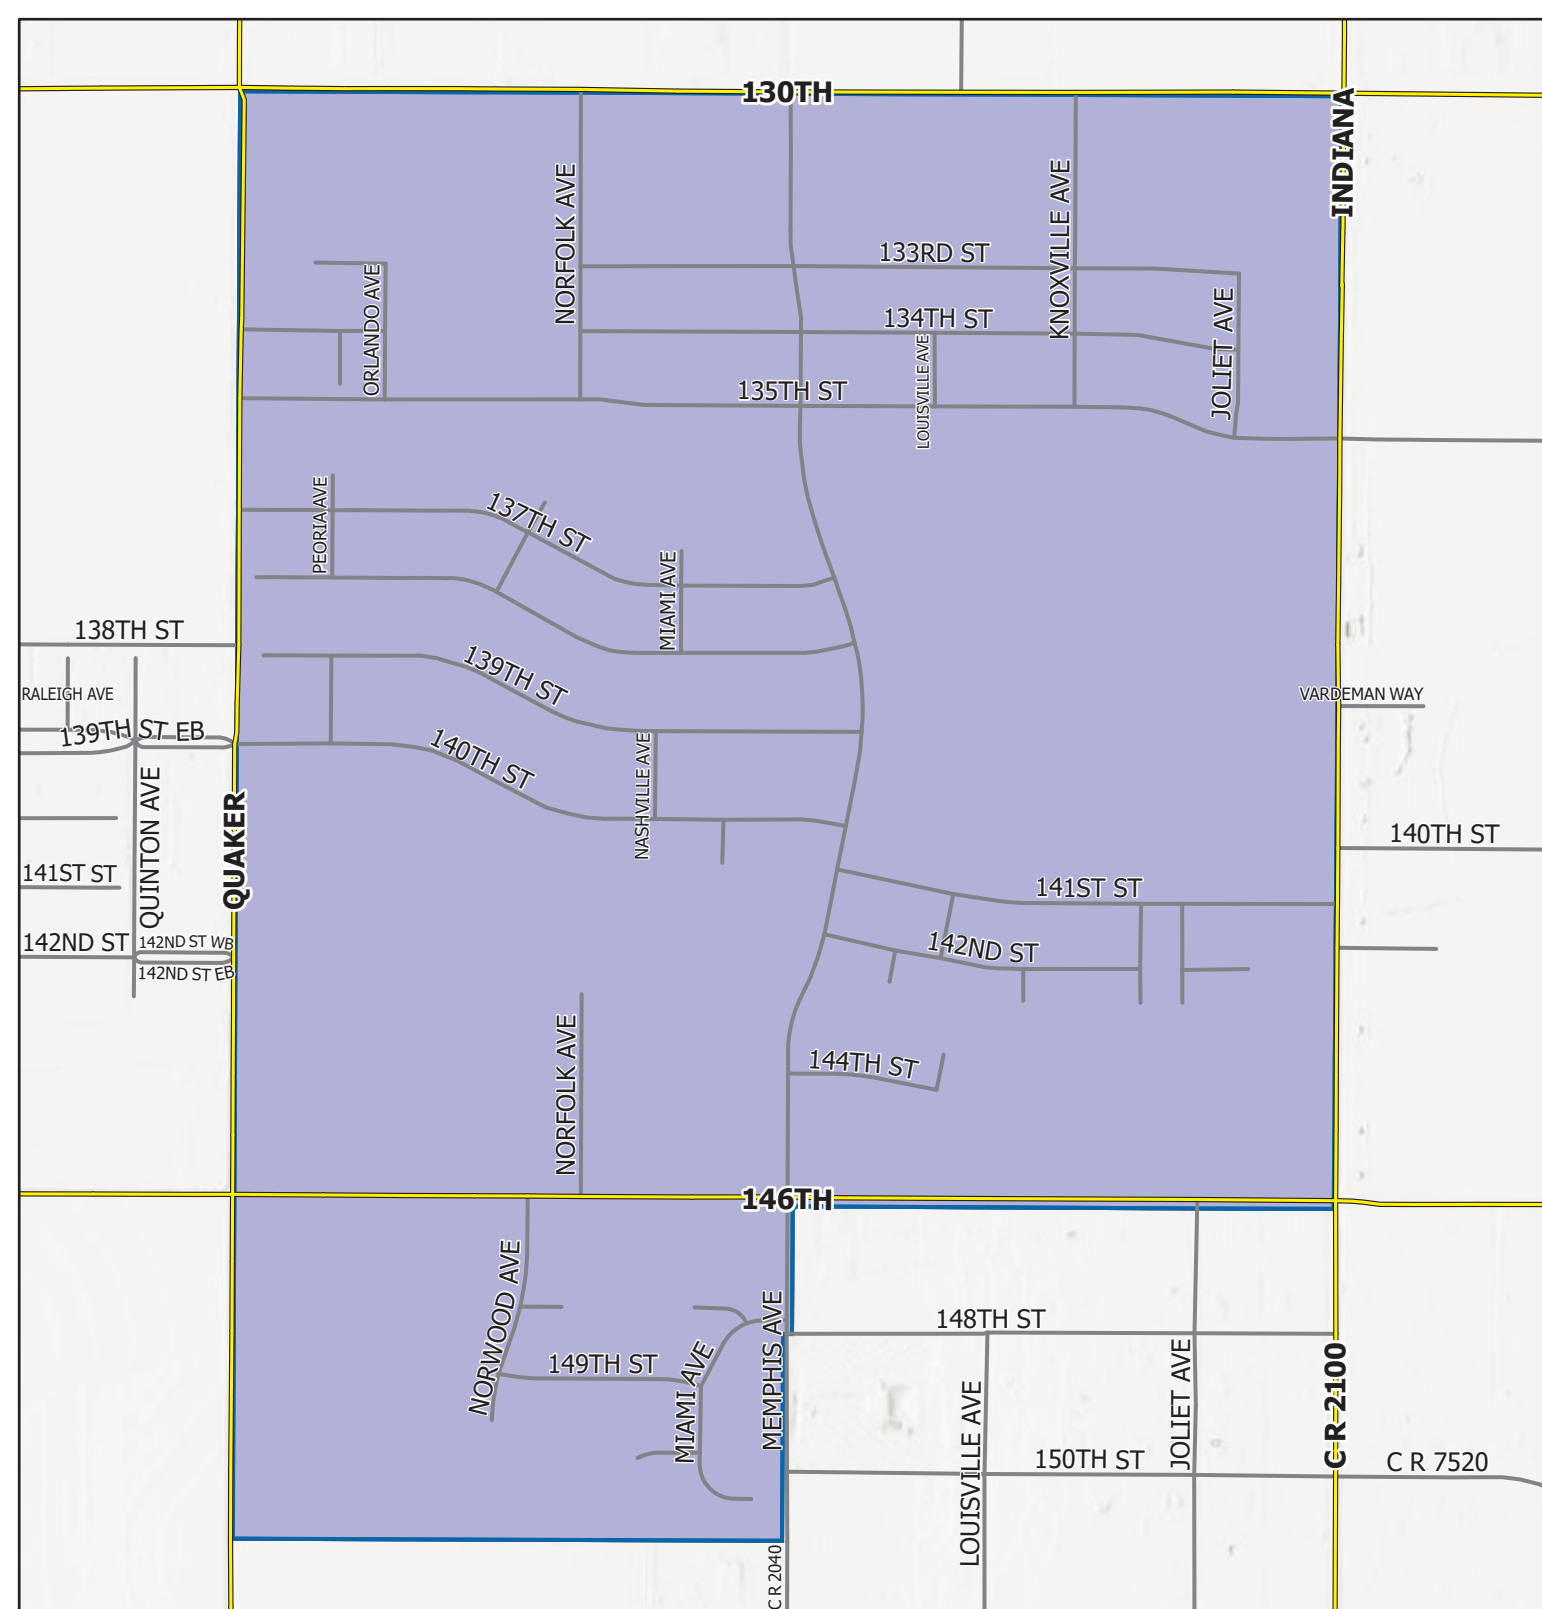 130TH
INDIANA
NORFOLK AVE
KNOXVILLE AVE
133RD ST
ORLANDO AVE
134TH ST
JOLIET AVE
LOUISVILLE AVE
135TH ST
PEORIA AVE
137TH ST
MIAMI AVE
138TH ST
139TH ST
RALEIGH AVE
VARDEMAN WAY
139TH ST EB
140TH ST
NASHVILLE AVE
QUINTON AVE
QUAKER
140TH ST
141ST ST
141ST ST
142ND ST
142ND ST WB
142ND ST EB
142ND ST
NORFOLK AVE
144TH ST
146TH
NORWOOD AVE
149TH ST
MIAMI AVE
MEMPHIS AVE
148TH ST
JOLIET AVE
C R 2100
LOUISVILLE AVE
150TH ST
C R 7520
C R 2040